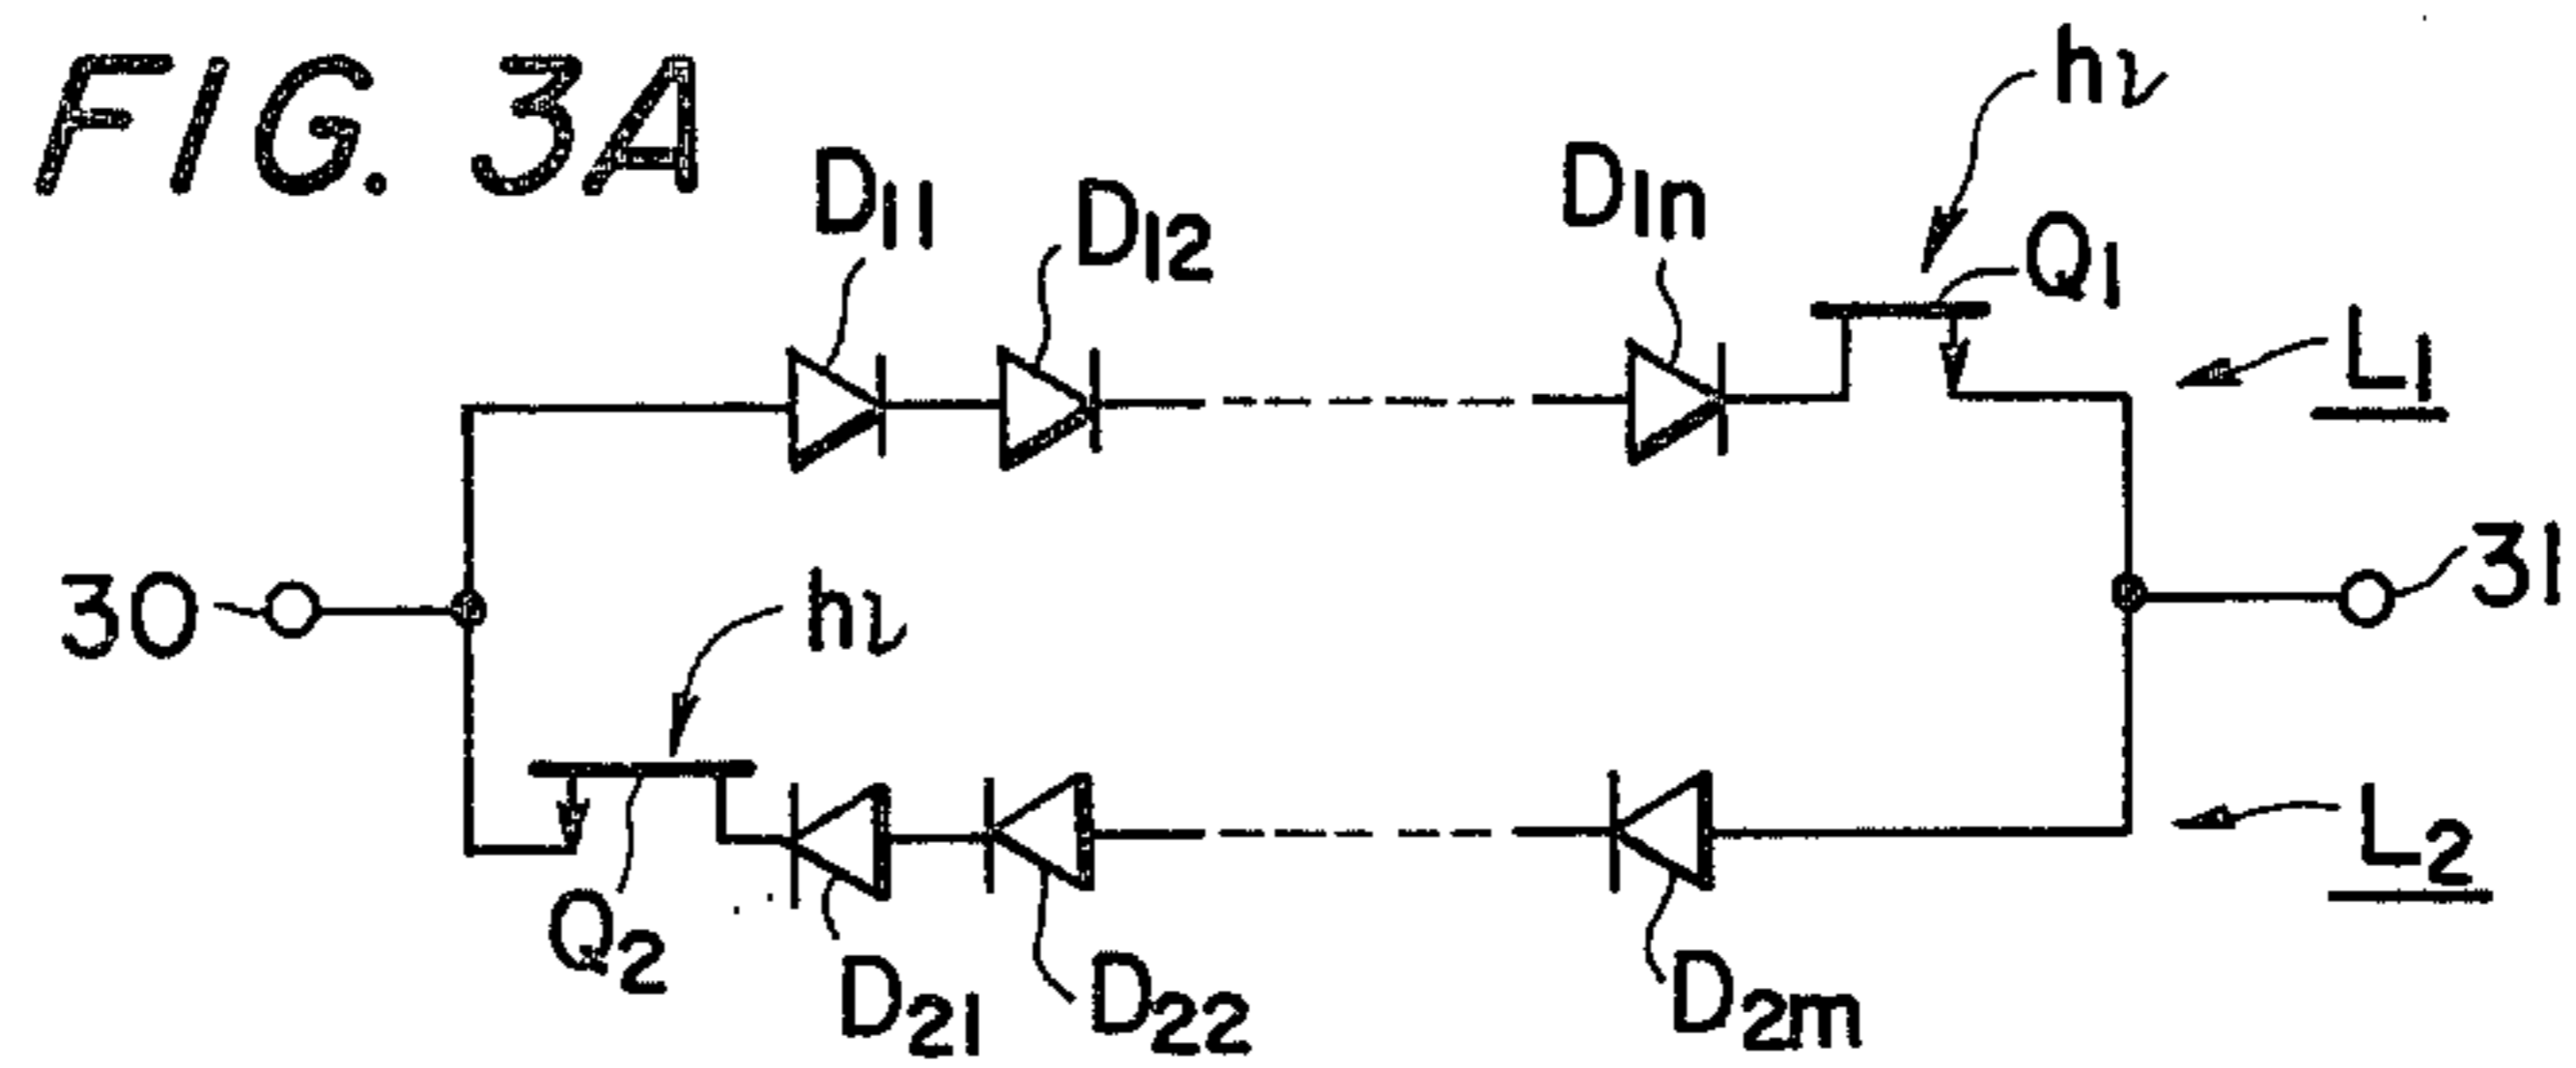 FIG. 3A
hν
D11
D12
D1n
Q1
L1
30
hν
31
Q2
D21
D22
D2m
L2